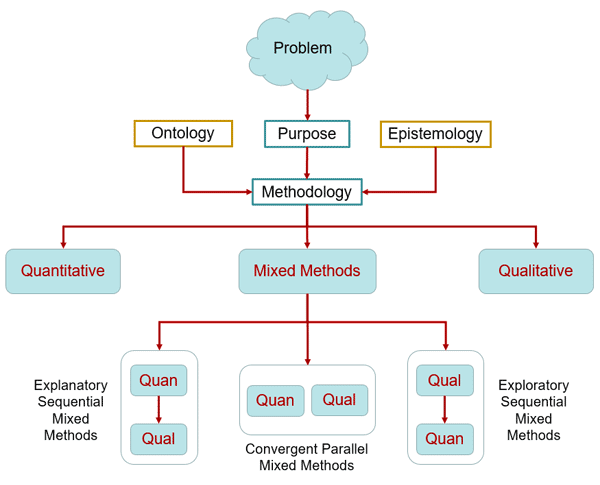 Problem
Ontology
Purpose
Epistemology
Methodology
Quantitative
Mixed Methods
Qualitative
Explanatory
Sequential
Mixed
Methods
Quan
Qual
Quan
Qual
Convergent Parallel
Mixed Methods
Qual
Quan
Exploratory
Sequential
Mixed
Methods